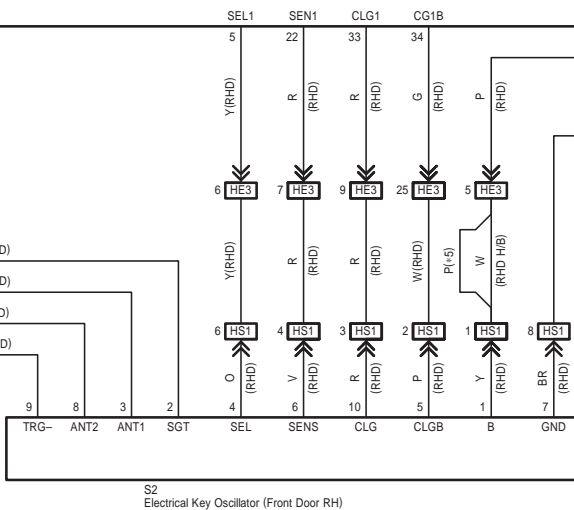 SEL1 SEN1 CLG1 CG1B
5 22 33 34
Y(RHD) R (RHD) R (RHD) G (RHD) P (RHD)
6 HE3 7 HE3 9 HE3 25 HE3 5 HE3
D)
Y(RHD) R (RHD) R (RHD) W(RHD) P(*5) W (RHD H/B)
D)
D)
6 HS1 4 HS1 3 HS1 2 HS1 1 HS1 8 HS1
D)
O (RHD) V (RHD) R (RHD) P (RHD) Y (RHD) BR (RHD)
9 8 3 2 4 6 10 5 1 7
TRG– ANT2 ANT1 SGT SEL SENS CLG CLGB B GND
S2
Electrical Key Oscillator (Front Door RH)